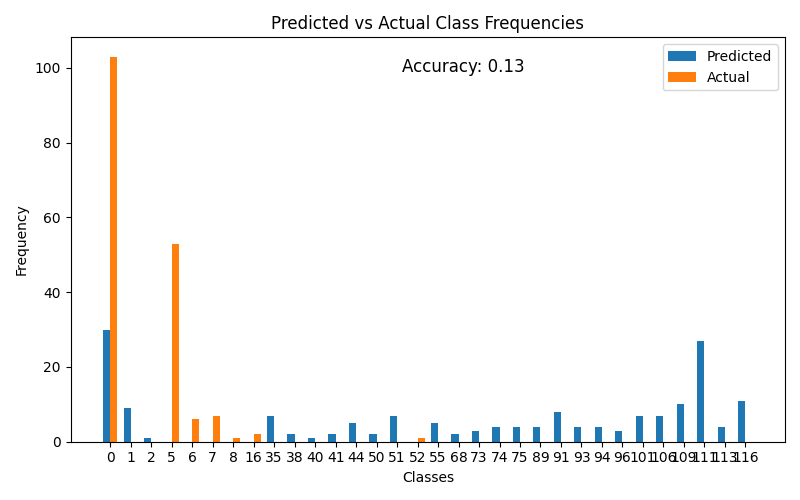 Predicted vs Actual Class Frequencies
Accuracy: 0.13
Predicted
Actual
Frequency
100
80
60
40
20
0
0 1 2 5 6 7 8 16 35 38 40 41 44 50 51 52 55 68 73 74 75 89 91 93 94 96 101 106 109 111 113 116
Classes